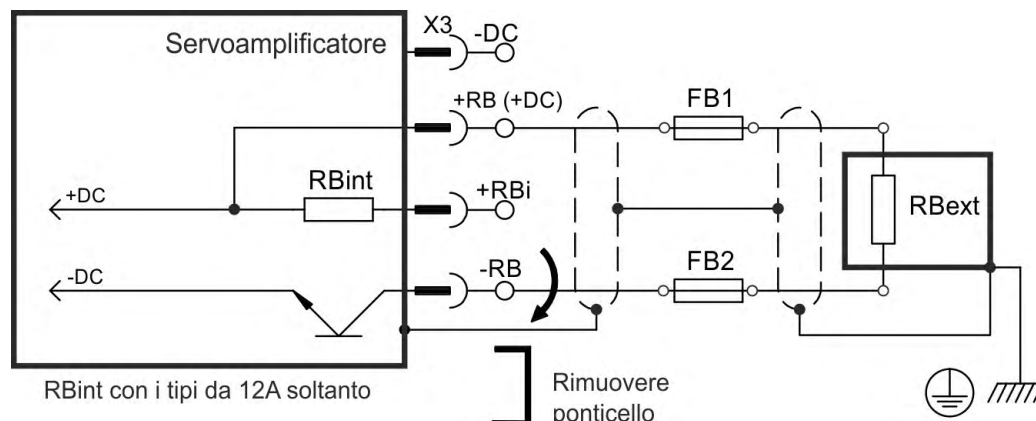 Servoamplificatore
X3
-DC
+RB (+DC)
FB1
+DC
RBint
+RBi
RBext
-DC
-RB
FB2
RBint con i tipi da 12A soltanto
Rimuovere
ponticello